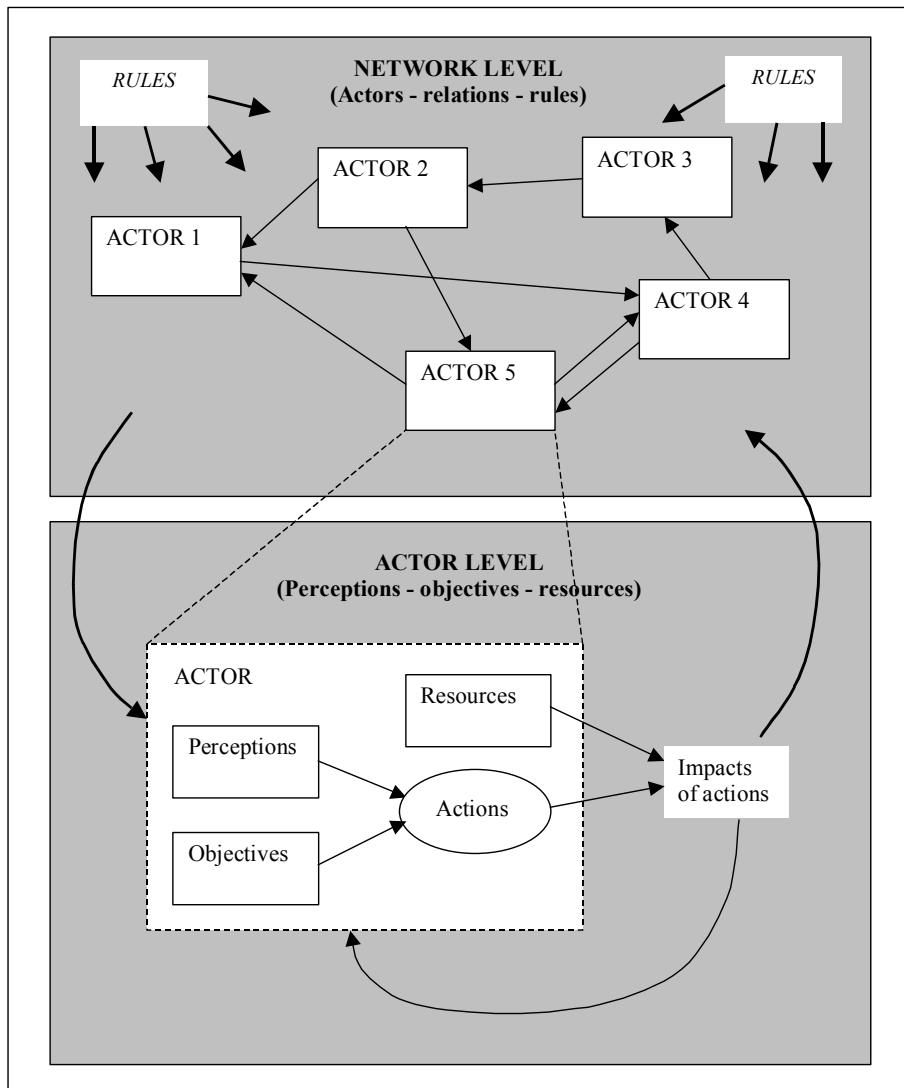 NETWORK LEVEL
(Actors - relations - rules)
RULES
RULES
ACTOR 2
ACTOR 3
ACTOR 1
ACTOR 4
ACTOR 5
ACTOR LEVEL
(Perceptions - objectives - resources)
ACTOR
Resources
Perceptions
Impacts
of actions
Actions
Objectives